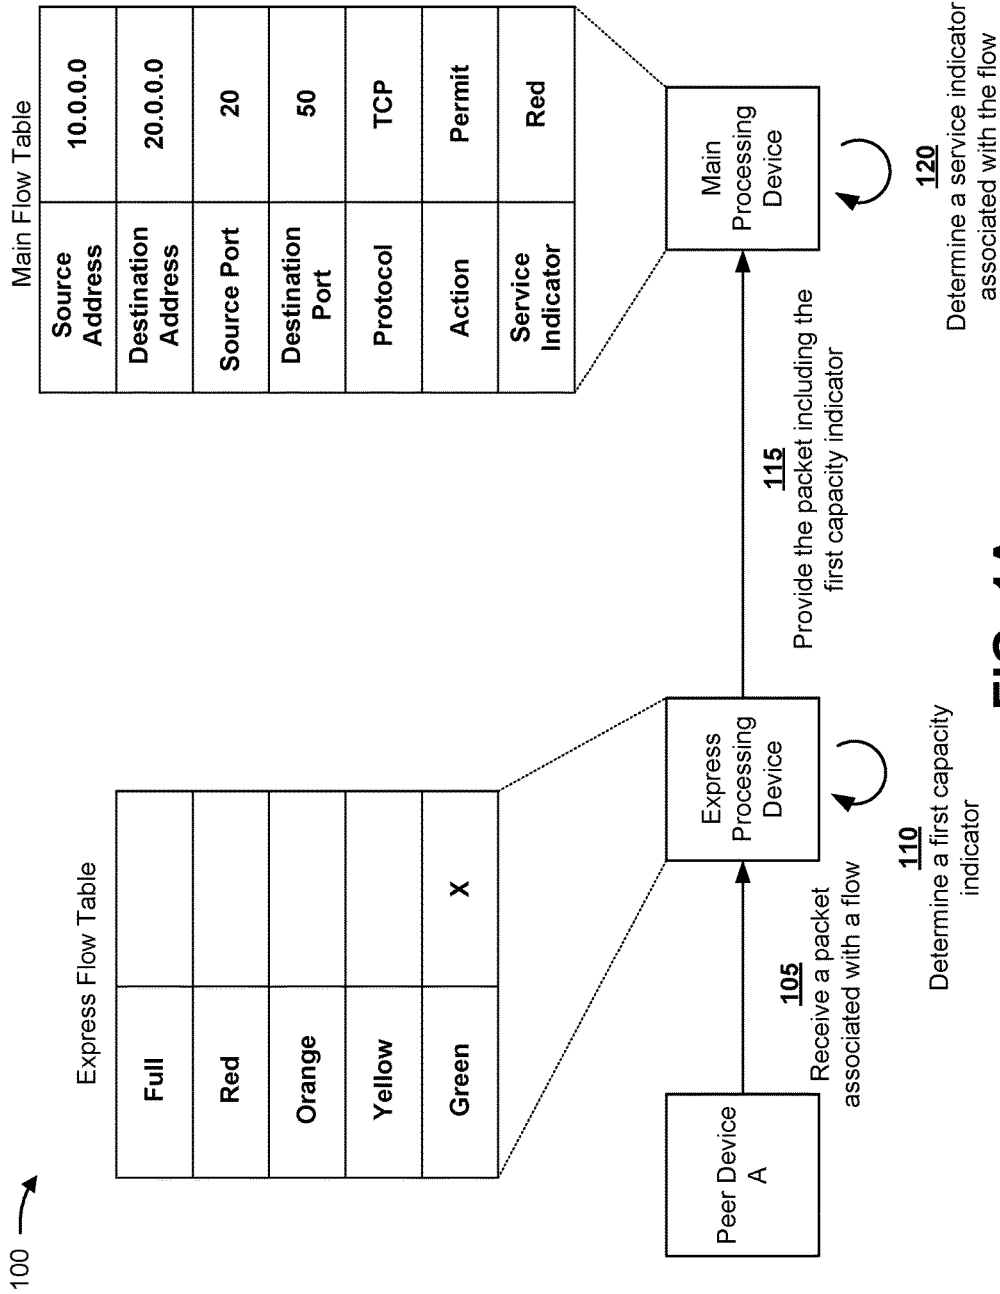 100
Express Flow Table
Full
Red
Orange
Yellow
Green X
Main Flow Table
Source
Address
10.0.0.0
Destination
Address
20.0.0.0
Source Port 20
Destination
Port
50
Protocol TCP
Action Permit
Service
Indicator
Red
Peer Device
A
105
Receive a packet
associated with a flow
Express
Processing
Device
110
Determine a first capacity
indicator
115
Provide the packet including the
first capacity indicator
Main
Processing
Device
120
Determine a service indicator
associated with the flow